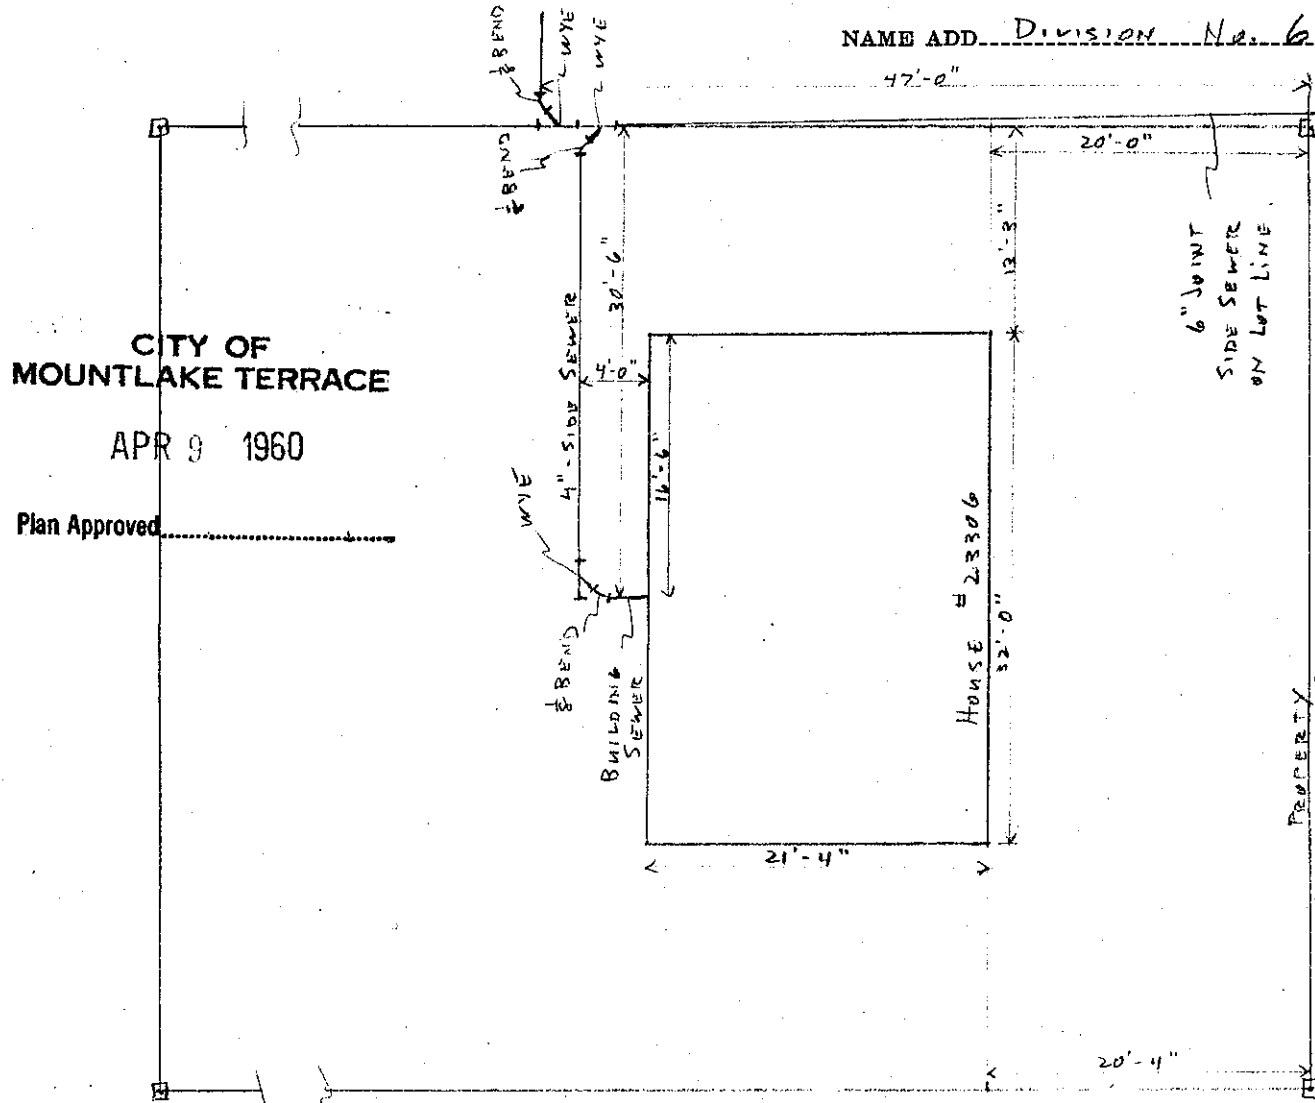 NAME ADD Division No. 6
47'-0"
1/8 BEND
WYE
WYE
1/8 BEND
20'-0"
13'-3"
30'-6"
6" JOINT
SIDE SEWER
ON LOT LINE.
CITY OF
MOUNTLAKE TERRACE
APR 9 1960
Plan Approved
4" - SIDE SEWER
4'-0"
16'-6"
WYE
1/8 BEND
BUILDING
SEWER
HOUSE # 23306
32'-0"
PROPERTY
21'-4"
20'-4"